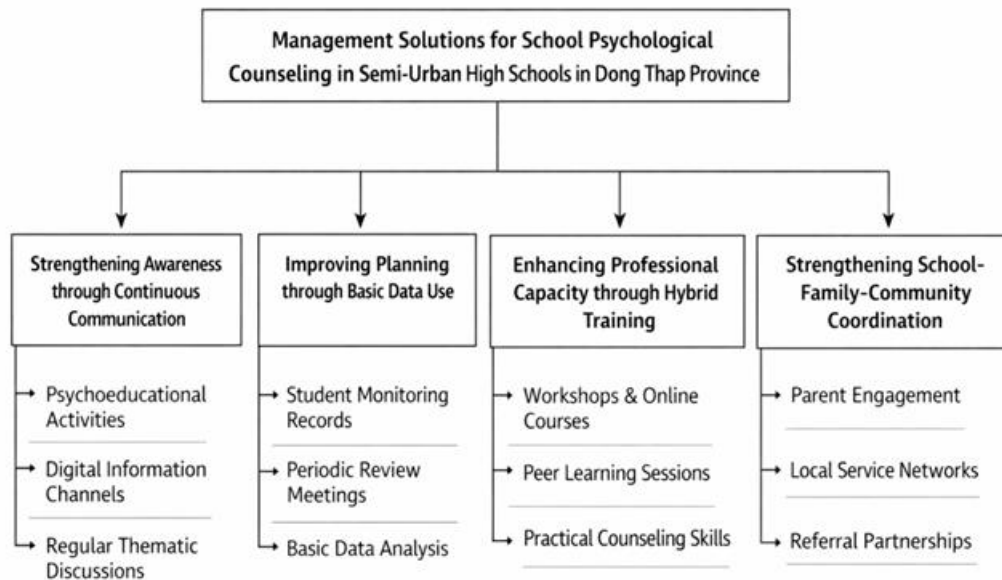 Management Solutions for School Psychological
Counseling in Semi-Urban High Schools in Dong Thap Province
Strengthening Awareness
through Continuous
Communication
Psychoeducational
Activities
Digital Information
Channels
Regular Thematic
Discussions
Improving Planning
through Basic Data Use
Student Monitoring
Records
Periodic Review
Meetings
Basic Data Analysis
Enhancing Professional
Capacity through Hybrid
Training
Workshops & Online
Courses
Peer Learning Sessions
Practical Counseling Skills
Strengthening School-
Family-Community
Coordination
Parent Engagement
Local Service Networks
Referral Partnerships